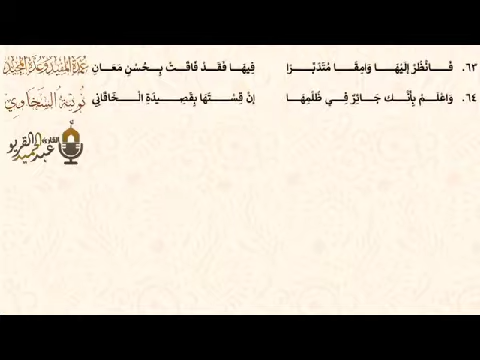 ٦٣. فَانْظُرْ إِلَيْهَا وَامِقًا مُتَدَبِّرًا فِيهَا فَقَدْ فَاقَتْ بِحُسْنِ مَعَانِ
٦٤. وَاعْلَمْ بِأَنَّكَ جَائِرٌ فِي ظُلْمِهَا إِنْ قِسْتَهَا بِقَصِيدَةِ الْخَاقَانِي
عمدة المفيد وعدة المجيد
نونية السخاوي
القارئ
عبد الحميد القريو